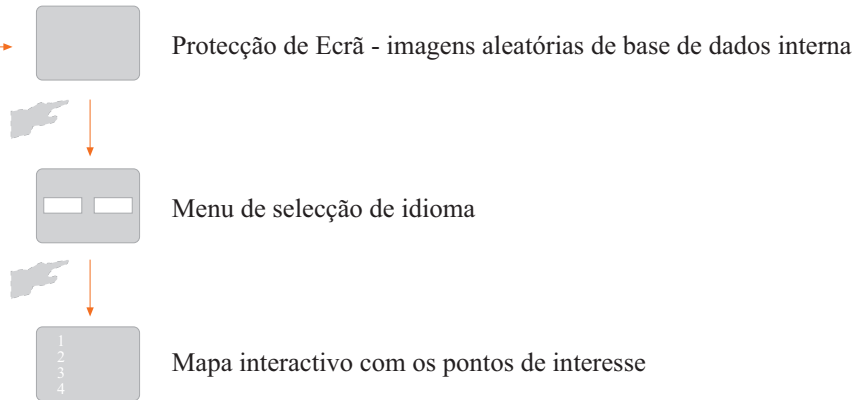 Protecção de Ecrã - imagens aleatórias de base de dados interna
Menu de selecção de idioma
1
2
3
4
Mapa interactivo com os pontos de interesse